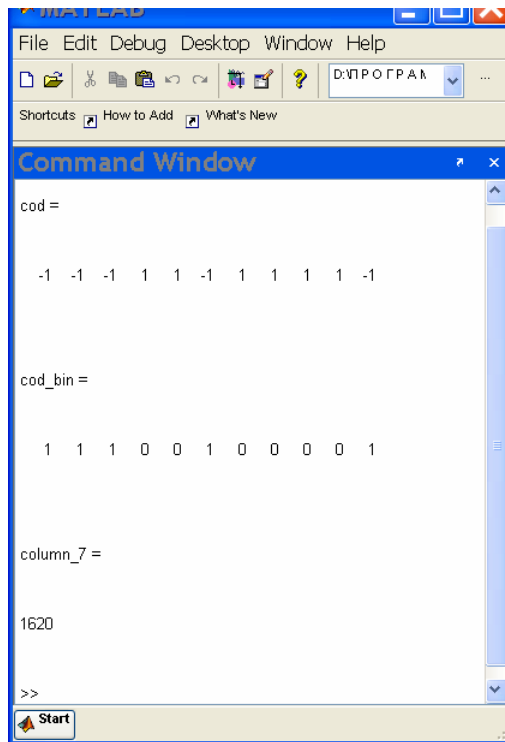 MATLAB
File Edit Debug Desktop Window Help
D:\ПРОГРАМ ...
Shortcuts How to Add What's New
Command Window
cod =
-1 -1 -1 1 1 -1 1 1 1 1 -1
cod_bin =
1 1 1 0 0 1 0 0 0 0 1
column_7 =
1620
>>
Start